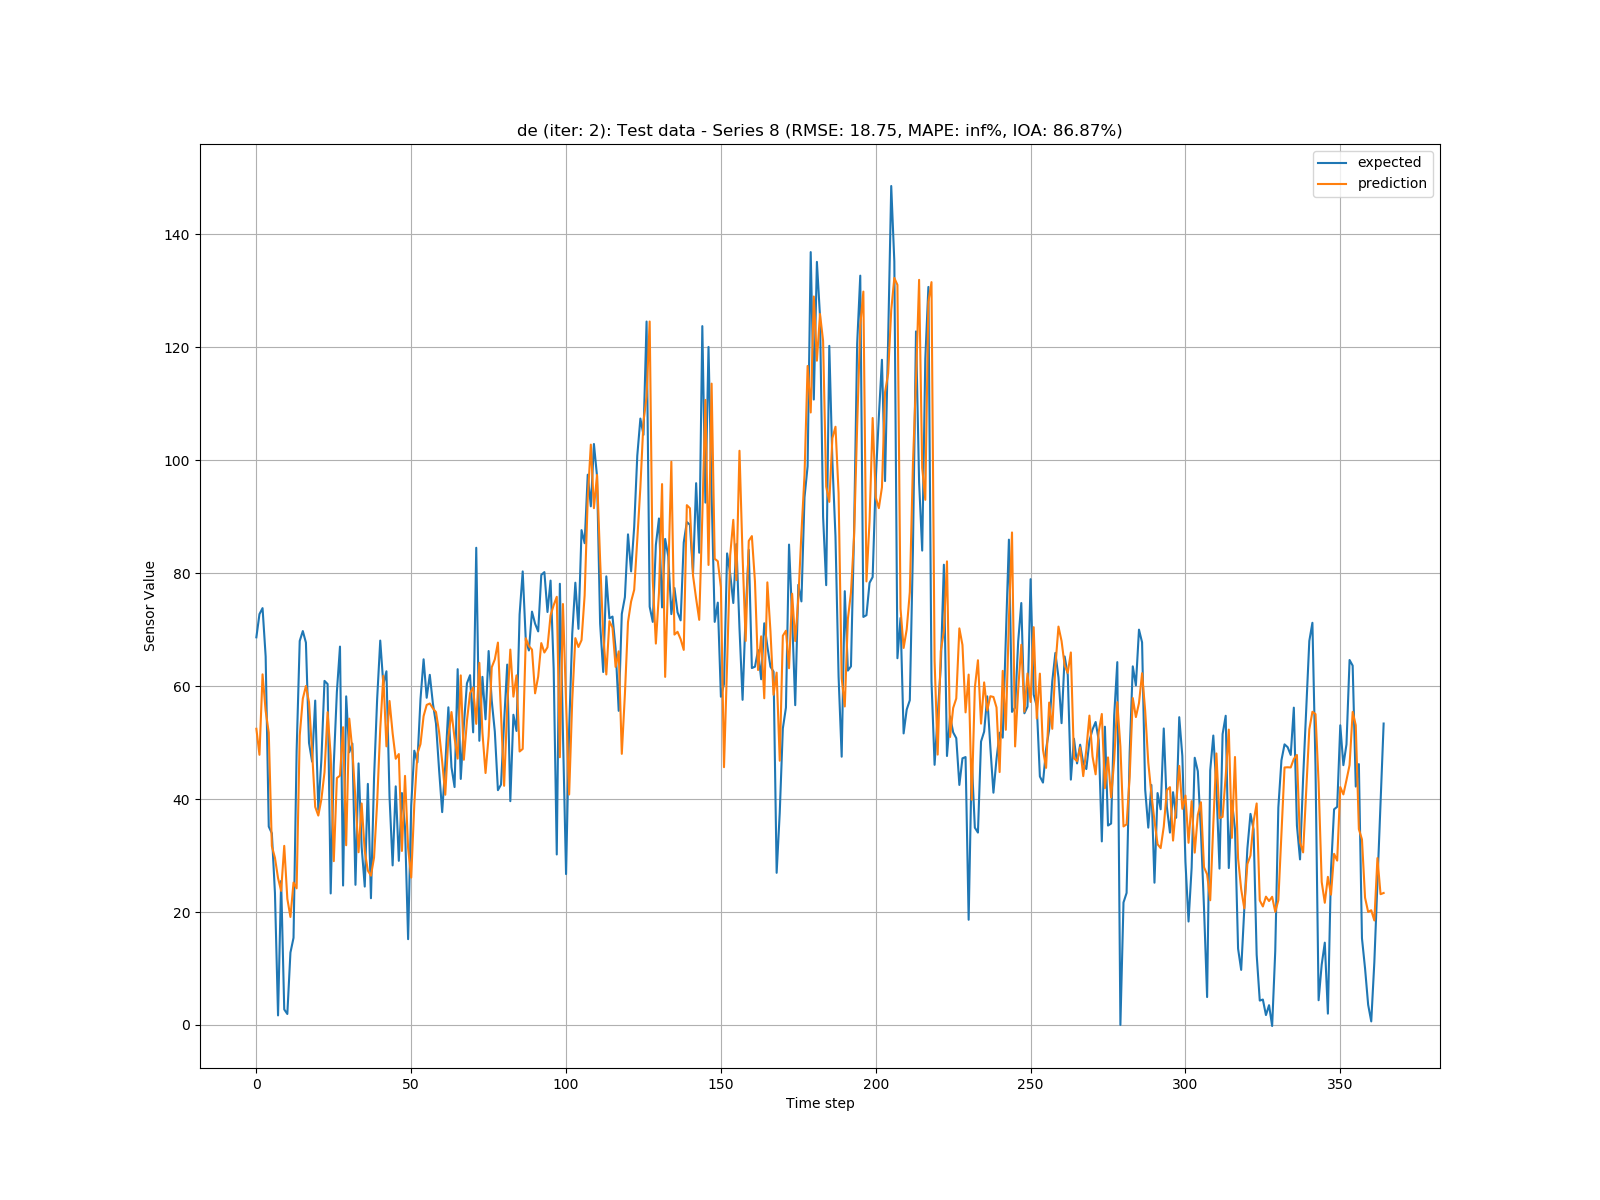 de (iter: 2): Test data - Series 8 (RMSE: 18.75, MAPE: inf%, IOA: 86.87%)
expected
prediction
140
120
100
80
60
40
20
0
Sensor Value
0 50 100 150 200 250 300 350
Time step